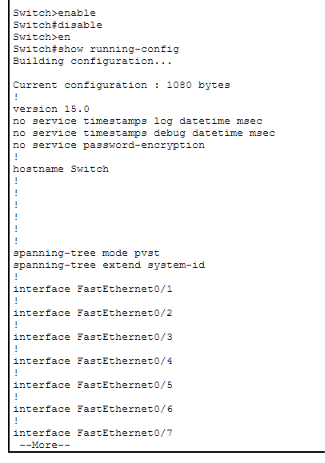 Switch>enable
Switch#disable
Switch>en
Switch#show running-config
Building configuration...
Current configuration : 1080 bytes
!
version 15.0
no service timestamps log datetime msec
no service timestamps debug datetime msec
no service password-encryption
!
hostname Switch
!
!
!
!
!
!
spanning-tree mode pvst
spanning-tree extend system-id
!
interface FastEthernet0/1
!
interface FastEthernet0/2
!
interface FastEthernet0/3
!
interface FastEthernet0/4
!
interface FastEthernet0/5
!
interface FastEthernet0/6
!
interface FastEthernet0/7
--More--